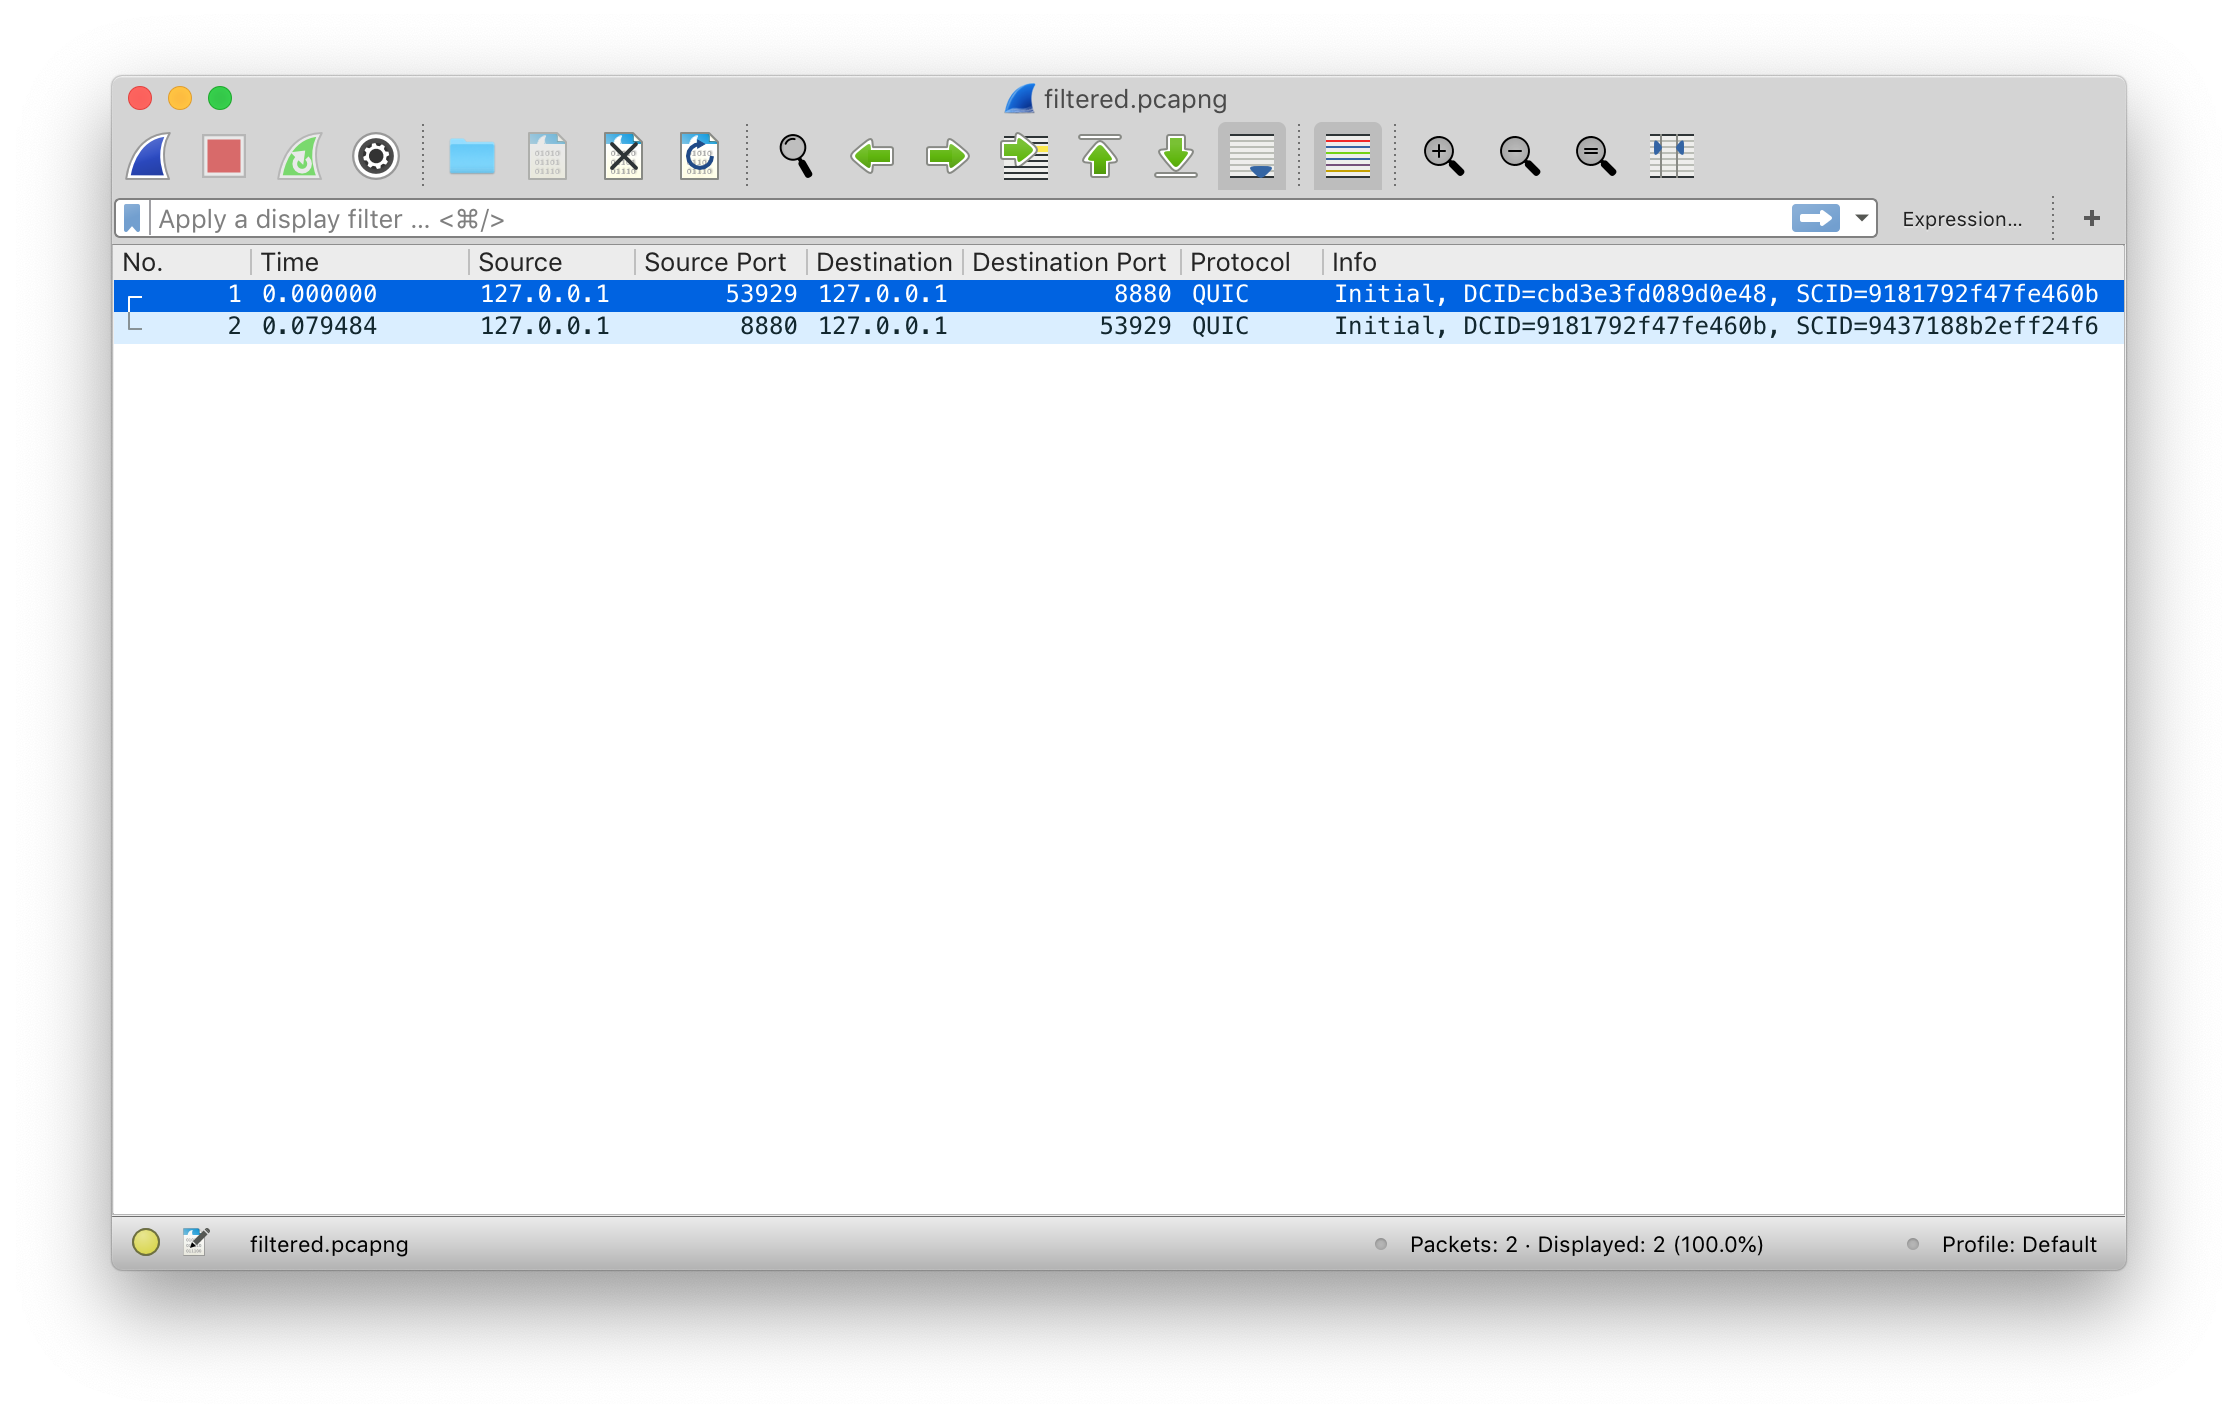 filtered.pcapng
Apply a display filter ... <⌘/>
Expression...
+
No. Time Source Source Port Destination Destination Port Protocol Info
1 0.000000 127.0.0.1 53929 127.0.0.1 8880 QUIC Initial, DCID=cbd3e3fd089d0e48, SCID=9181792f47fe460b
2 0.079484 127.0.0.1 8880 127.0.0.1 53929 QUIC Initial, DCID=9181792f47fe460b, SCID=9437188b2eff24f6
filtered.pcapng
Packets: 2 · Displayed: 2 (100.0%)
Profile: Default